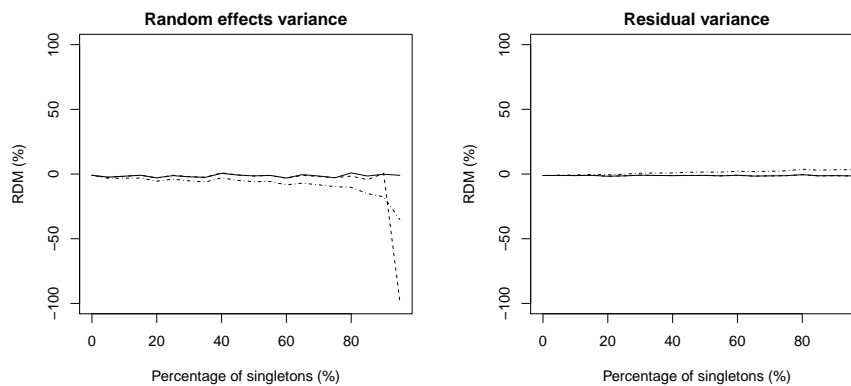 Random effects variance
RDM (%)
100
50
0
−50
−100
0 20 40 60 80
Percentage of singletons (%)
Residual variance
RDM (%)
100
50
0
−50
−100
0 20 40 60 80
Percentage of singletons (%)